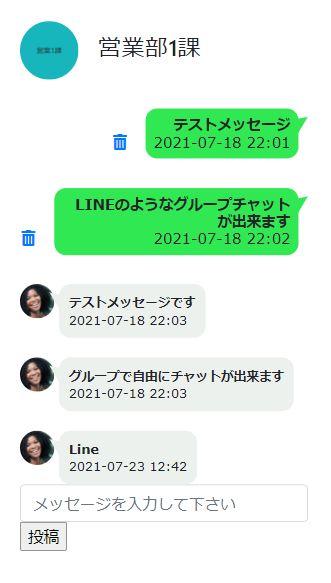 営業1課
営業部1課
テストメッセージ
2021-07-18 22:01
LINEのようなグループチャット
が出来ます
2021-07-18 22:02
テストメッセージです
2021-07-18 22:03
グループで自由にチャットが出来ます
2021-07-18 22:03
Line
2021-07-23 12:42
メッセージを入力して下さい
投稿